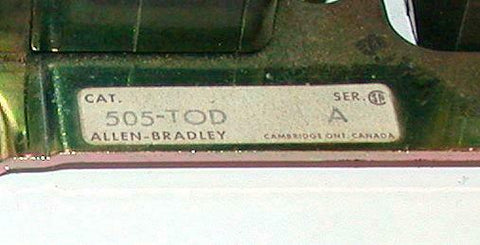 CAT. SER.
505-TOD A
ALLEN-BRADLEY CAMBRIDGE ONT. CANADA